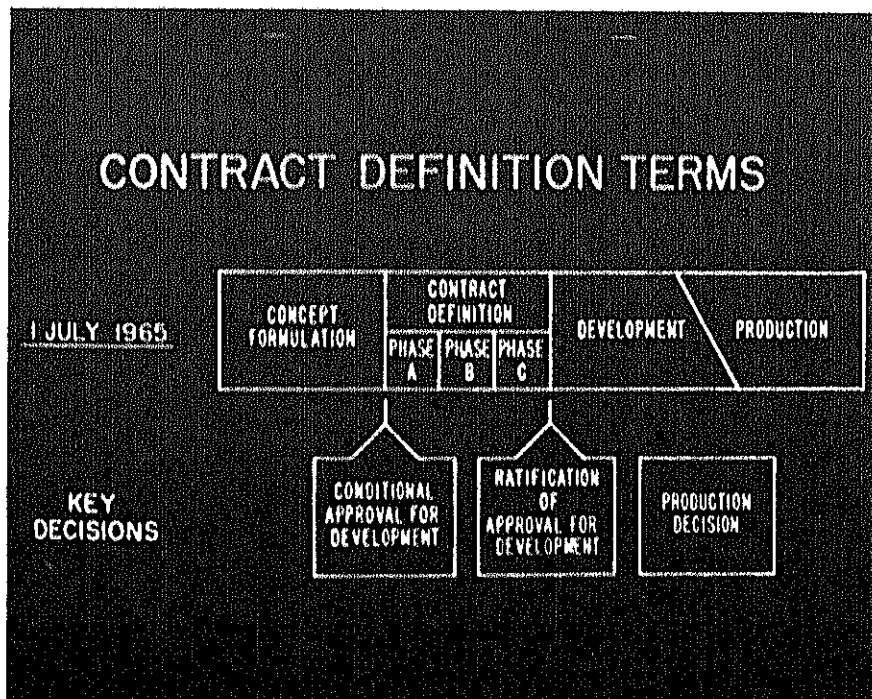 CONTRACT DEFINITION TERMS
1 JULY 1965
CONCEPT
FORMULATION
CONTRACT
DEFINITION
PHASE
A
PHASE
B
PHASE
C
DEVELOPMENT
PRODUCTION
KEY
DECISIONS
CONDITIONAL
APPROVAL FOR
DEVELOPMENT
RATIFICATION
OF
APPROVAL FOR
DEVELOPMENT
PRODUCTION
DECISION